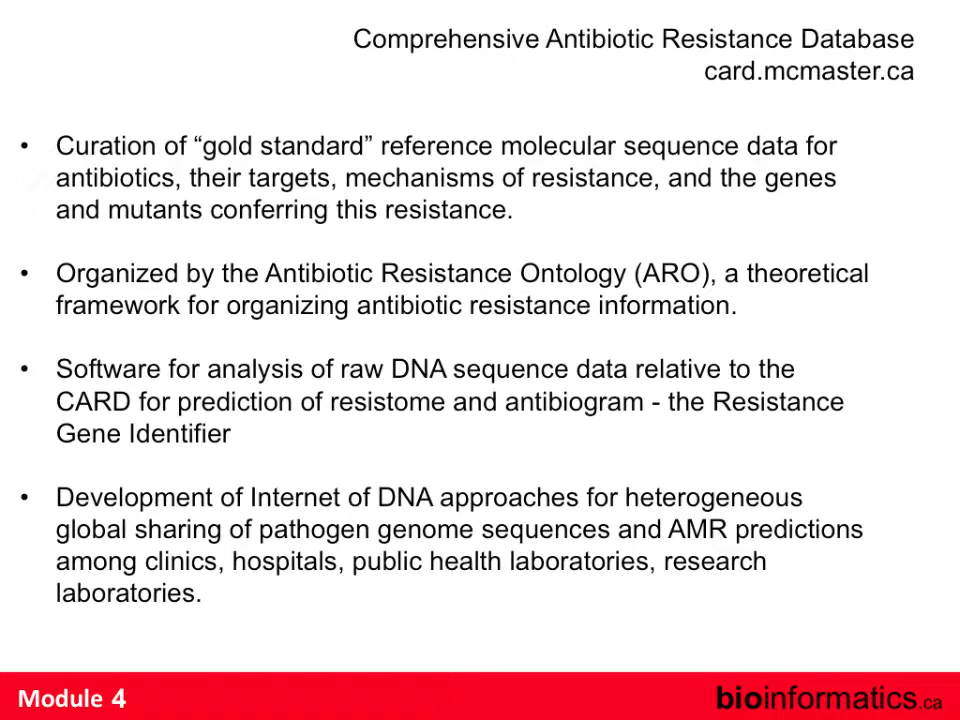 Comprehensive Antibiotic Resistance Database
card.mcmaster.ca
• Curation of “gold standard” reference molecular sequence data for
antibiotics, their targets, mechanisms of resistance, and the genes
and mutants conferring this resistance.
• Organized by the Antibiotic Resistance Ontology (ARO), a theoretical
framework for organizing antibiotic resistance information.
• Software for analysis of raw DNA sequence data relative to the
CARD for prediction of resistome and antibiogram - the Resistance
Gene Identifier
• Development of Internet of DNA approaches for heterogeneous
global sharing of pathogen genome sequences and AMR predictions
among clinics, hospitals, public health laboratories, research
laboratories.
Module 4
bioinformatics.ca